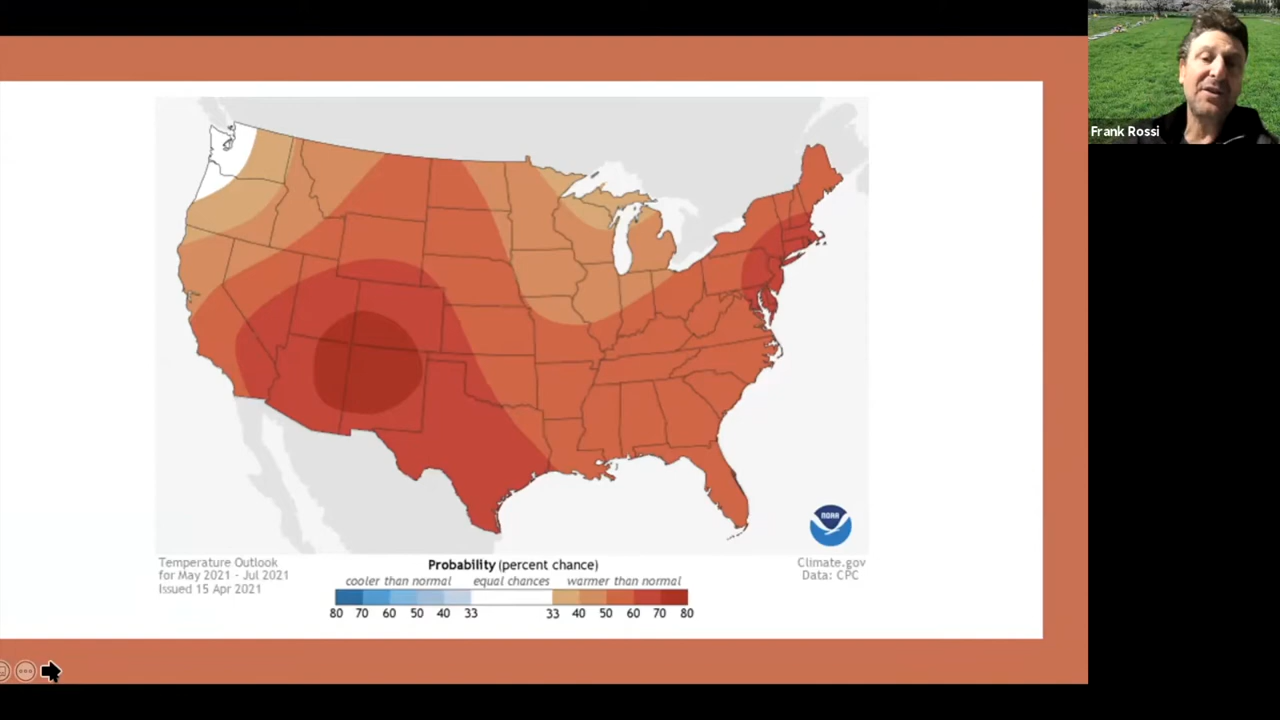 Frank Rossi
NOAA
Temperature Outlook
for May 2021 - Jul 2021
Issued 15 Apr 2021
Probability (percent chance)
cooler than normal equal chances warmer than normal
80 70 60 50 40 33 33 40 50 60 70 80
Climate.gov
Data: CPC